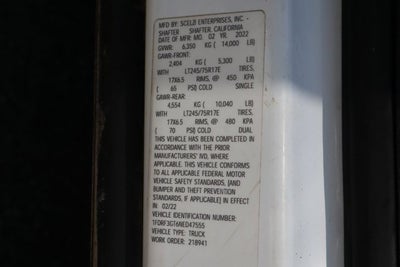 MFG BY: SCELZI ENTERPRISES, INC. -
SHAFTER SHAFTER, CALIFORNIA
DATE OF MFR: MO. 02 YR. 2022
GVWR: 6,350 KG ( 14,000 LB)
GAWR-FRONT:
2,404 KG ( 5,300 LB)
WITH LT245/75R17E TIRES,
17X6.5 RIMS, @ 450 KPA
( 65 PSI) COLD SINGLE
GAWR-REAR:
4,554 KG ( 10,040 LB)
WITH LT245/75R17E TIRES,
17X6.5 RIMS, @ 480 KPA
( 70 PSI) COLD DUAL
THIS VEHICLE HAS BEEN COMPLETED IN
ACCORDANCE WITH THE PRIOR
MANUFACTURERS' IVD, WHERE
APPLICABLE. THIS VEHICLE CONFORMS
TO ALL APPLICABLE FEDERAL MOTOR
VEHICLE SAFETY STANDARDS, [AND
BUMPER AND THEFT PREVENTION
STANDARDS, IF APPLICABLE] IN EFFECT
IN 02/22
VEHICLE IDENTIFICATION NUMBER:
1FDRF3GT6NED47555
VEHICLE TYPE: TRUCK
WORK ORDER: 218941